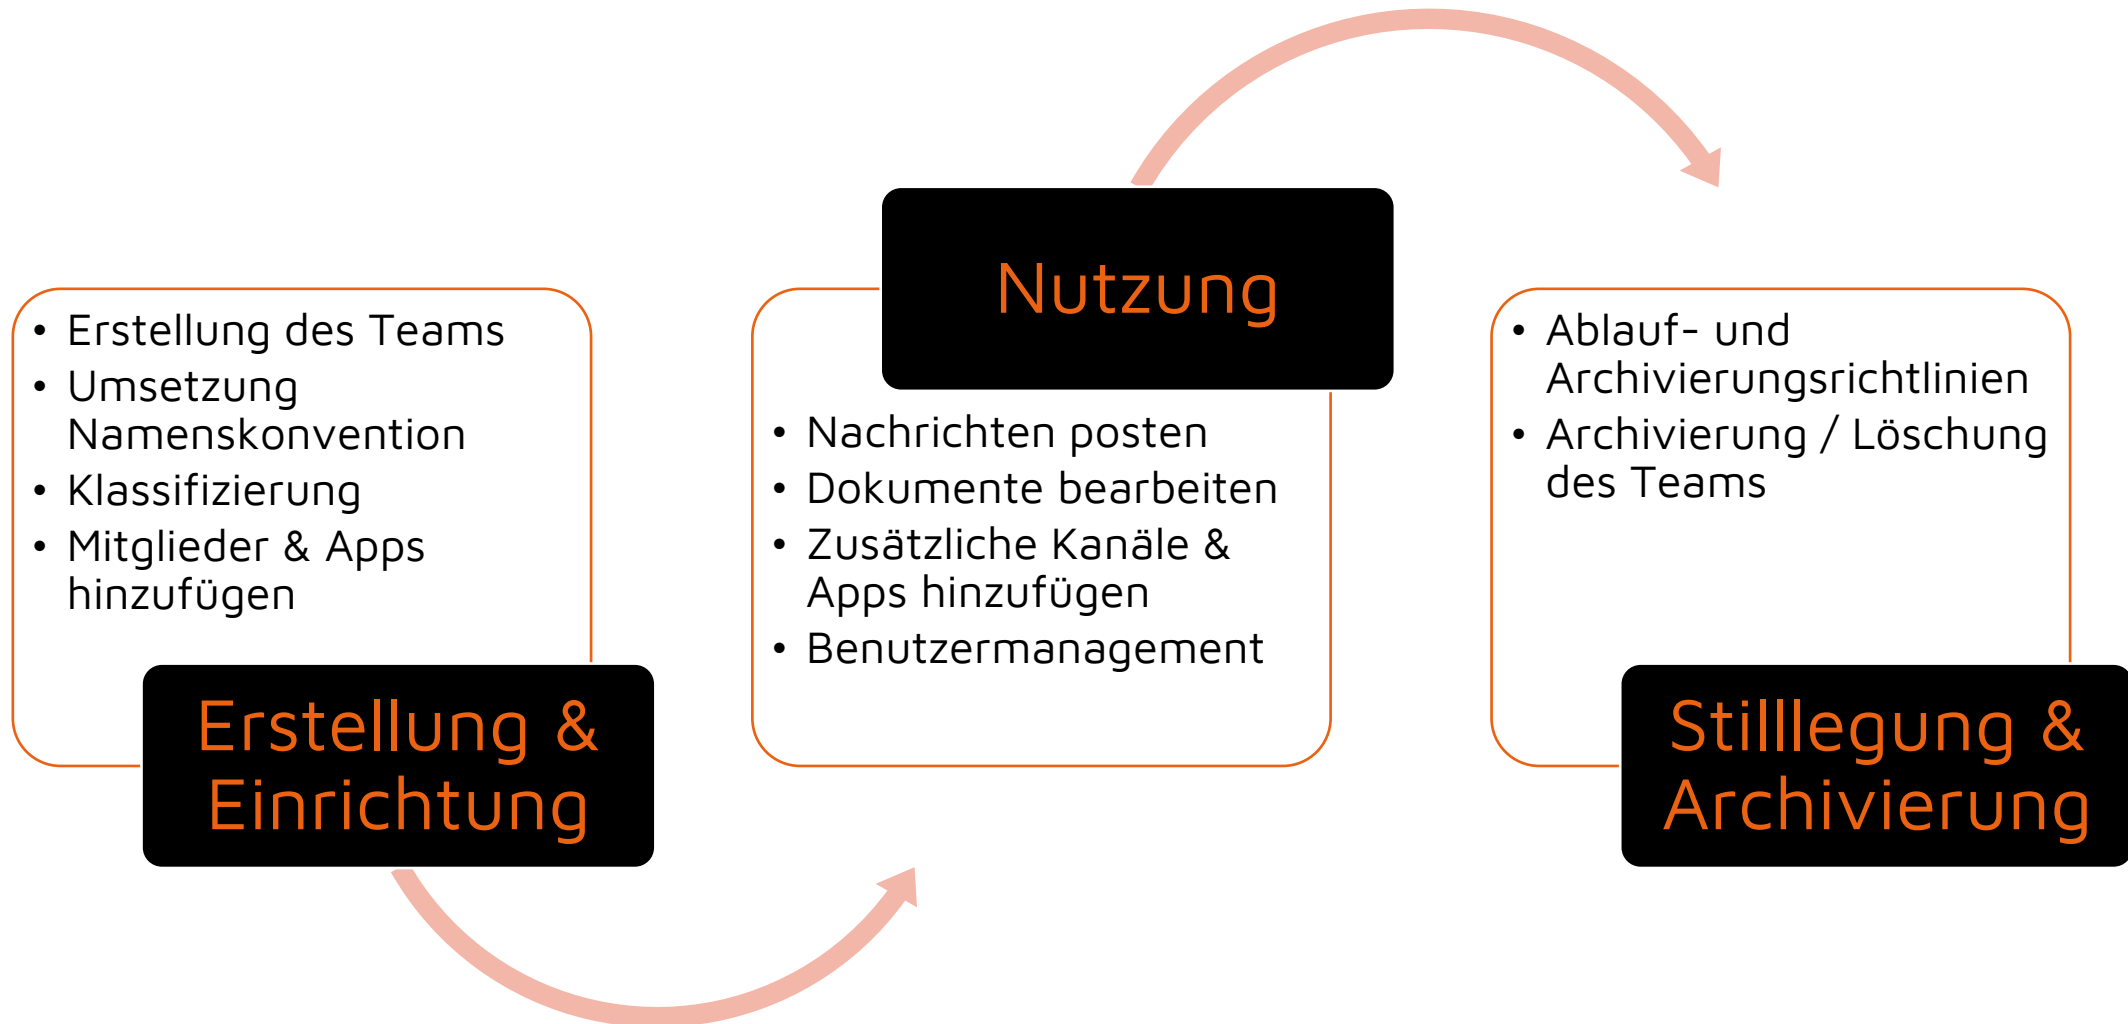 • Erstellung des Teams
• Umsetzung
Namenskonvention
• Klassifizierung
• Mitglieder & Apps
hinzufügen
Erstellung &
Einrichtung
Nutzung
• Nachrichten posten
• Dokumente bearbeiten
• Zusätzliche Kanäle &
Apps hinzufügen
• Benutzermanagement
• Ablauf- und
Archivierungsrichtlinien
• Archivierung / Löschung
des Teams
Stilllegung &
Archivierung